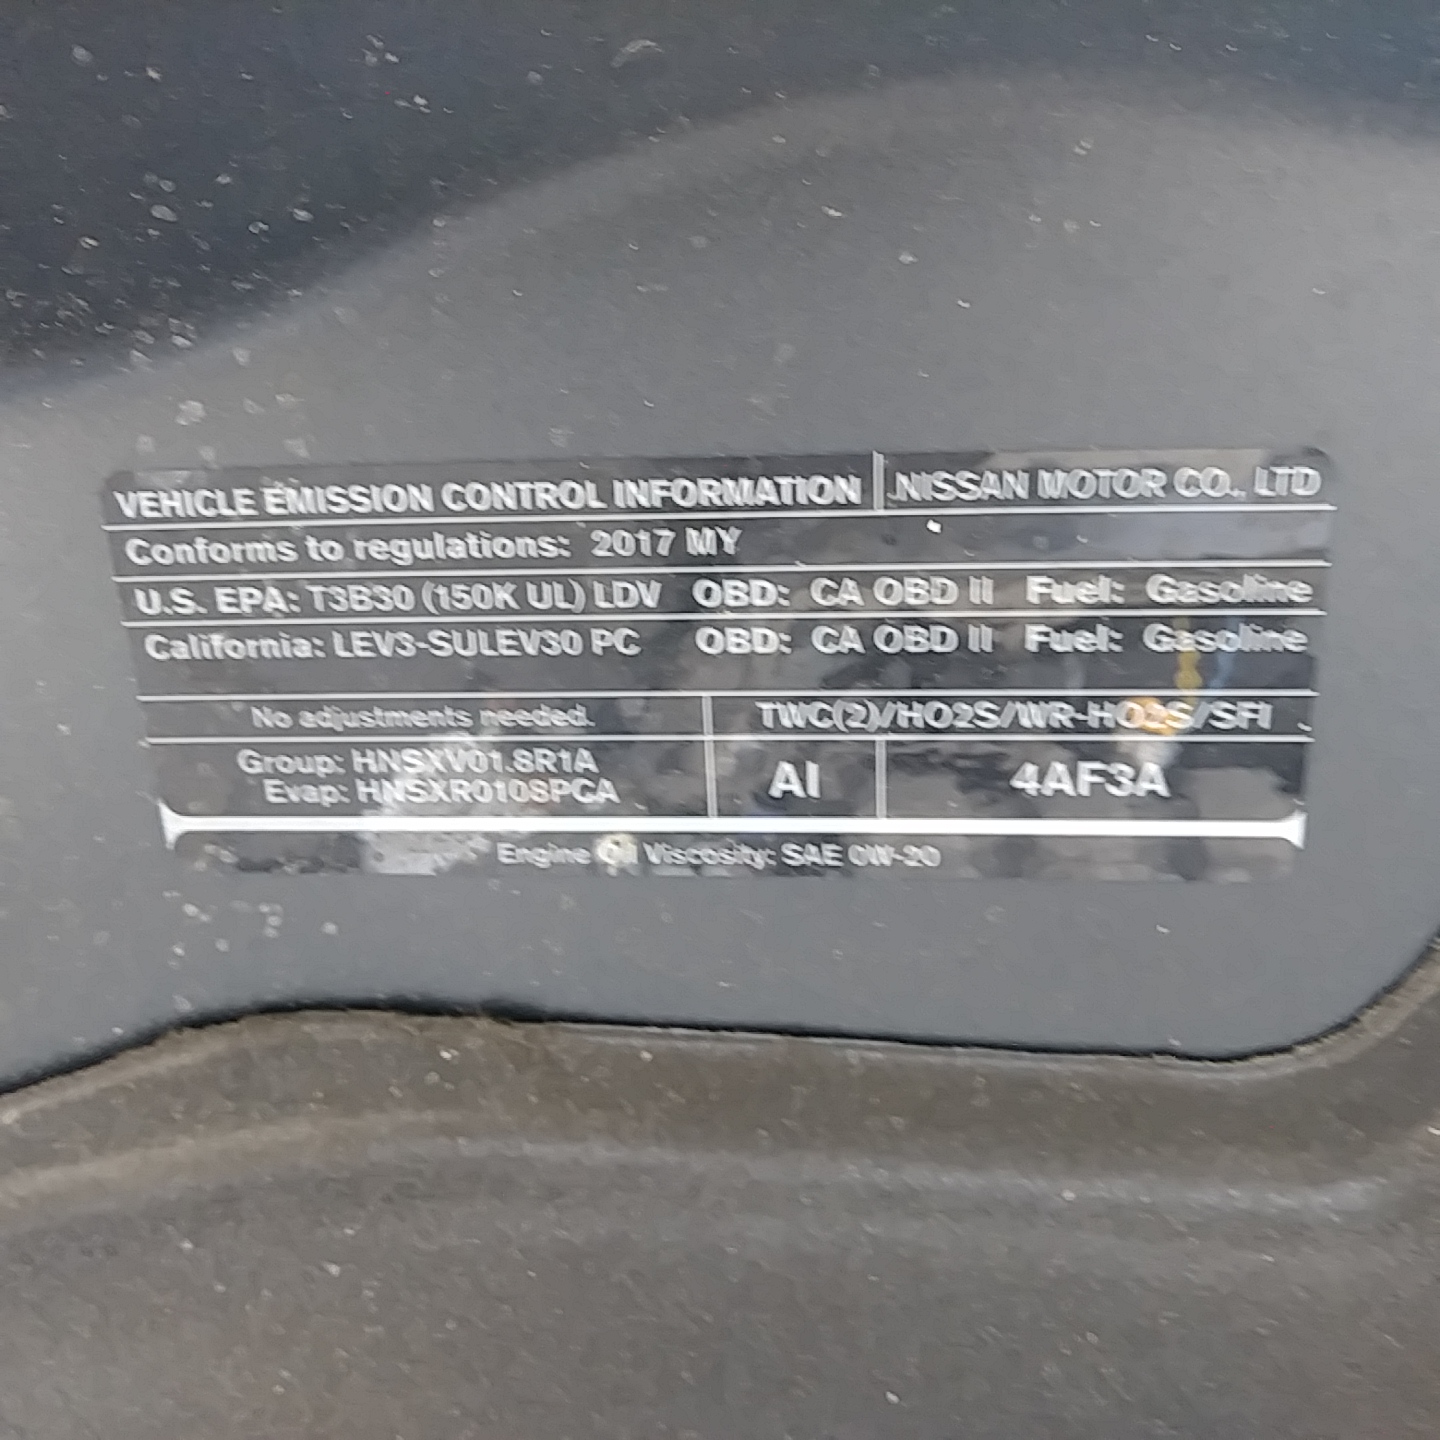 VEHICLE EMISSION CONTROL INFORMATION NISSAN MOTOR CO., LTD
Conforms to regulations: 2017 MY
U.S. EPA: T3B30 (150K UL) LDV OBD: CA OBD II Fuel: Gasoline
California: LEV3-SULEV30 PC OBD: CA OBD II Fuel: Gasoline
No adjustments needed. TWC(2)/HO2S/WR-HO2S/SFI
Group: HNSXV01.8R1A
Evap: HNSXR0108PCA
AI 4AF3A
Engine Oil Viscosity: SAE 0W-20